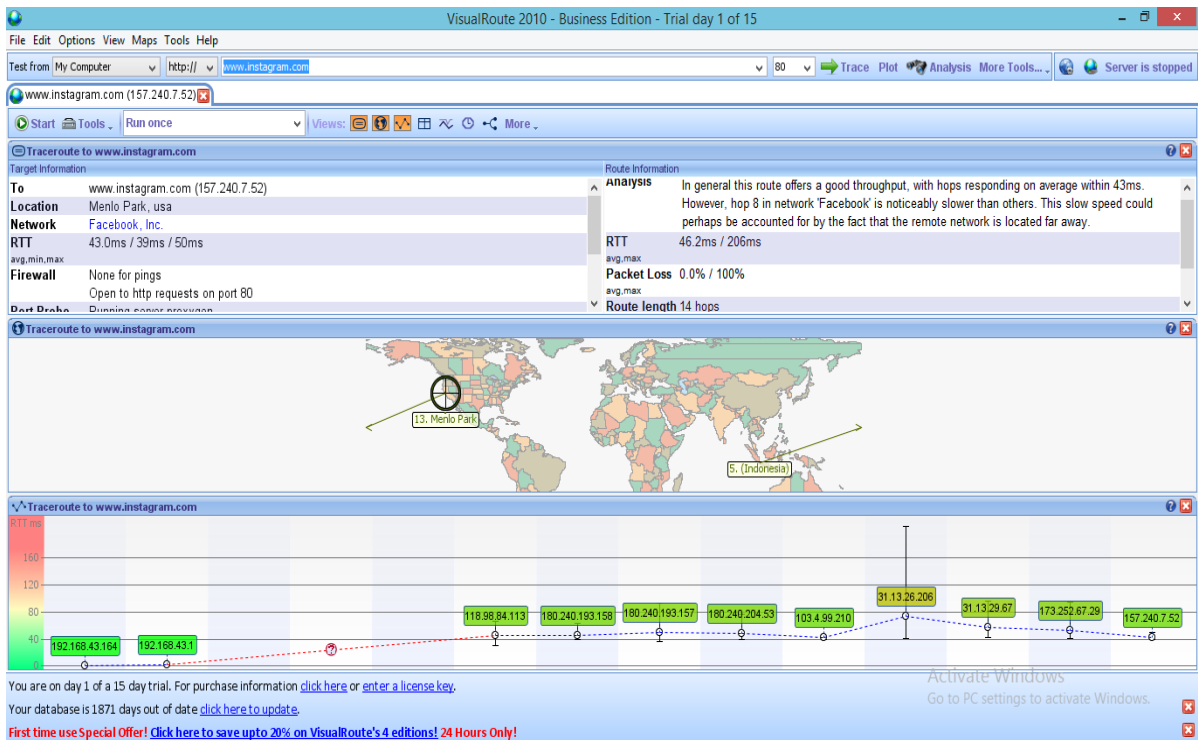 VisualRoute 2010 - Business Edition - Trial day 1 of 15
File Edit Options View Maps Tools Help
Test from My Computer http:// www.instagram.com 80 Trace Plot Analysis More Tools... Server is stopped
www.instagram.com (157.240.7.52)
Start Tools Run once Views: More
Traceroute to www.instagram.com
Target Information
To www.instagram.com (157.240.7.52)
Location Menlo Park, usa
Network Facebook, Inc.
RTT 43.0ms / 39ms / 50ms
avg,min,max
Firewall None for pings
Open to http requests on port 80
Port Probe Running server proxygen
Route Information
Analysis In general this route offers a good throughput, with hops responding on average within 43ms.
However, hop 8 in network 'Facebook' is noticeably slower than others. This slow speed could
perhaps be accounted for by the fact that the remote network is located far away.
RTT 46.2ms / 206ms
avg,max
Packet Loss 0.0% / 100%
avg,max
Route length 14 hops
Traceroute to www.instagram.com
13. Menlo Park
5. (Indonesia)
Traceroute to www.instagram.com
RTT ms
160
120
80
40
0
192.168.43.164
192.168.43.1
?
118.98.84.113
180.240.193.158
180.240.193.157
180.240.204.53
103.4.99.210
31.13.26.206
31.13.29.67
173.252.67.29
157.240.7.52
You are on day 1 of a 15 day trial. For purchase information click here or enter a license key.
Your database is 1871 days out of date click here to update.
First time use Special Offer! Click here to save upto 20% on VisualRoute's 4 editions! 24 Hours Only!
Activate Windows
Go to PC settings to activate Windows.